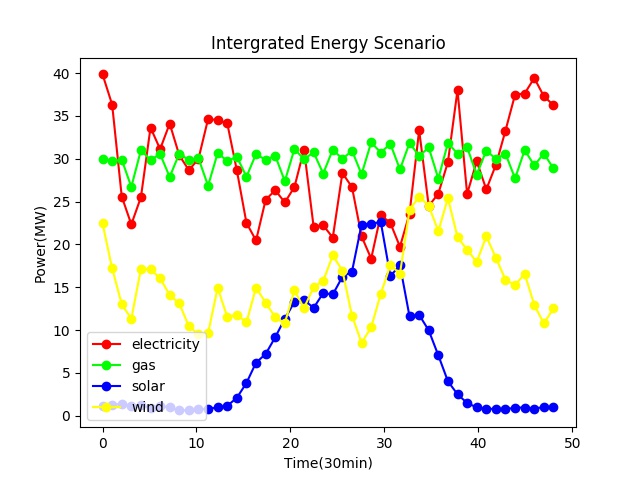 Intergrated Energy Scenario
Power(MW)
40
35
30
25
20
15
10
5
0
electricity
gas
solar
wind
0 10 20 30 40 50
Time(30min)